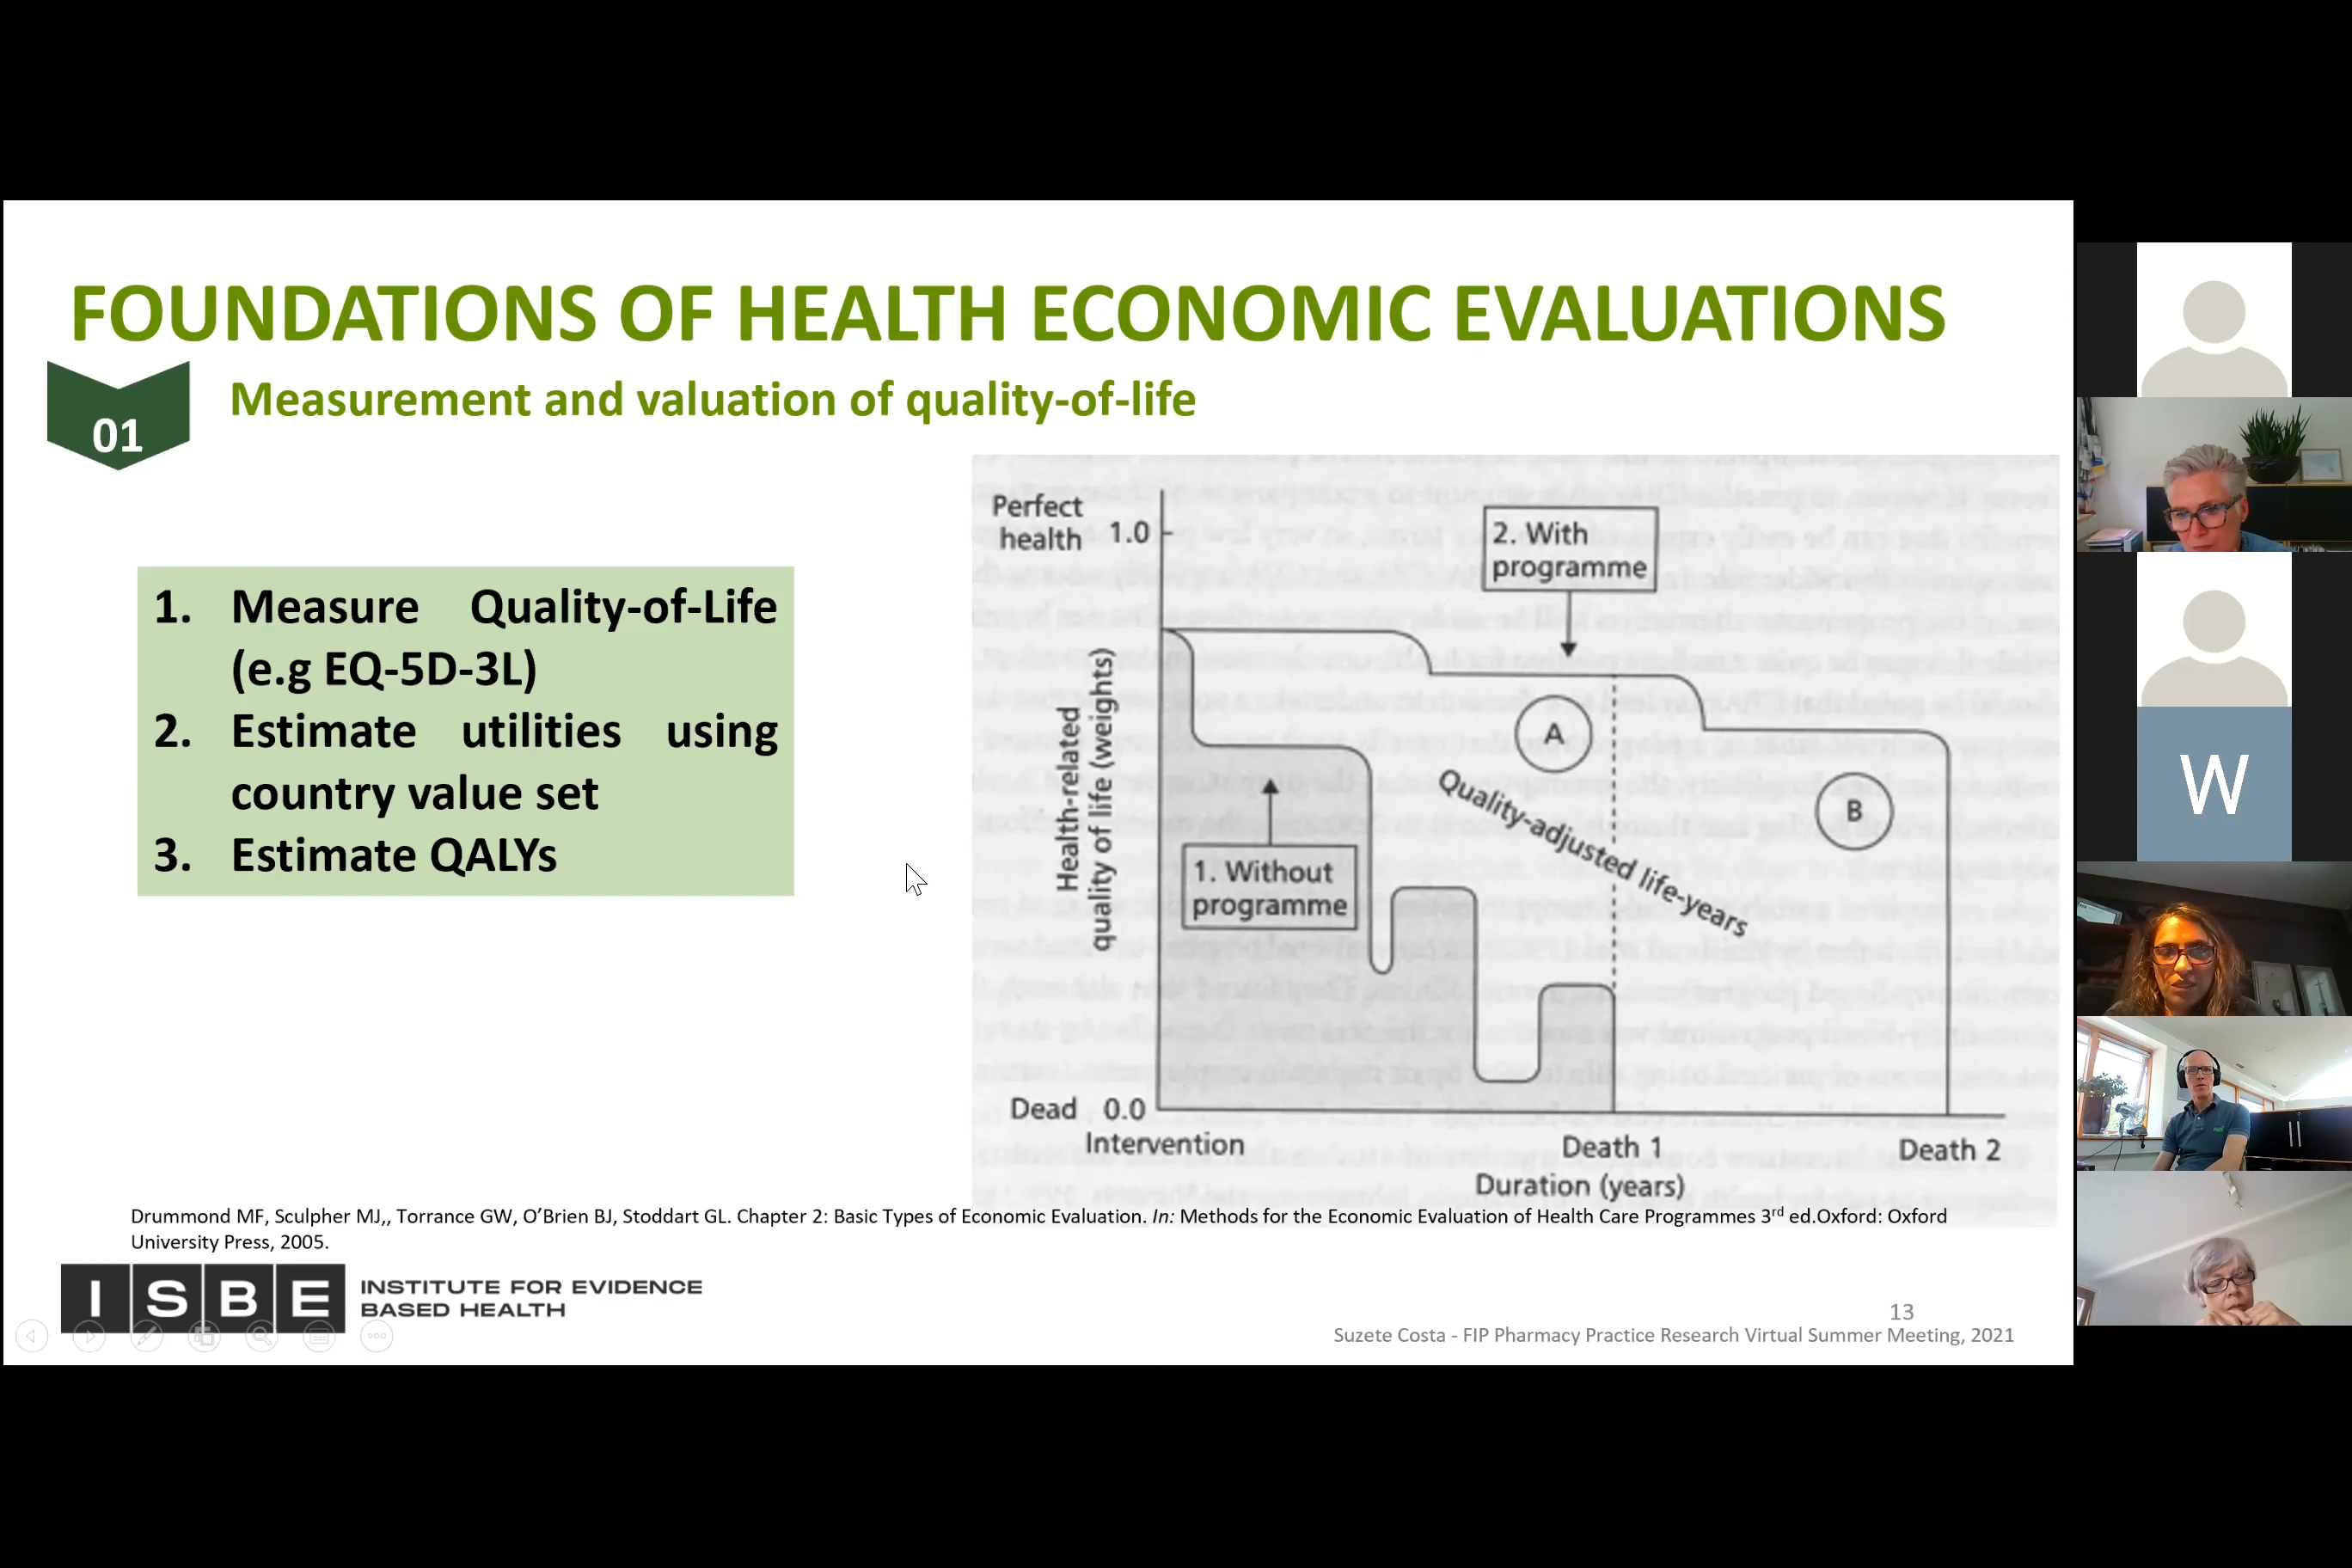 FOUNDATIONS OF HEALTH ECONOMIC EVALUATIONS
01
Measurement and valuation of quality-of-life
1. Measure Quality-of-Life
(e.g EQ-5D-3L)
2. Estimate utilities using
country value set
3. Estimate QALYs
Perfect
health 1.0
Health-related
quality of life (weights)
2. With
programme
A
Quality-adjusted life-years
B
1. Without
programme
Dead 0.0
Intervention
Death 1
Death 2
Duration (years)
Drummond MF, Sculpher MJ,, Torrance GW, O'Brien BJ, Stoddart GL. Chapter 2: Basic Types of Economic Evaluation. In: Methods for the Economic Evaluation of Health Care Programmes 3rd ed.Oxford: Oxford
University Press, 2005.
ISBE
INSTITUTE FOR EVIDENCE
BASED HEALTH
13
Suzete Costa - FIP Pharmacy Practice Research Virtual Summer Meeting, 2021
W